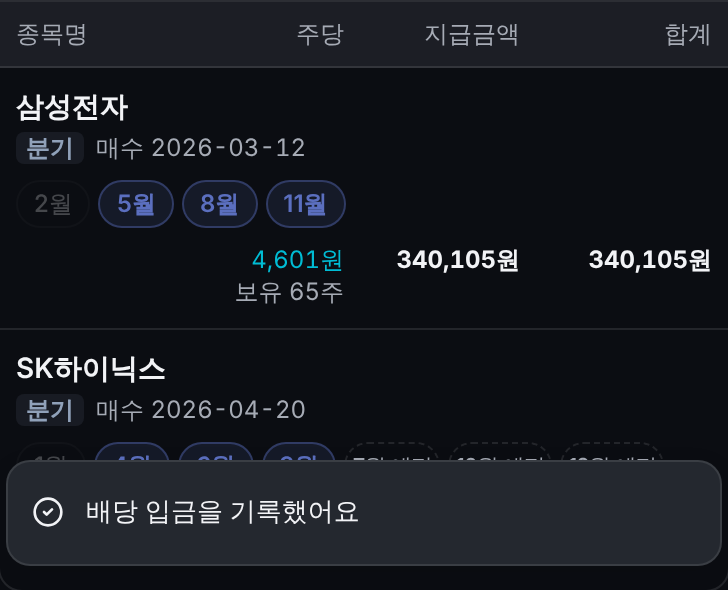 종목명 주당 지급금액 합계
삼성전자
분기 매수 2026-03-12
2월 5월 8월 11월
4,601원 340,105원 340,105원
보유 65주
SK하이닉스
분기 매수 2026-04-20
배당 입금을 기록했어요